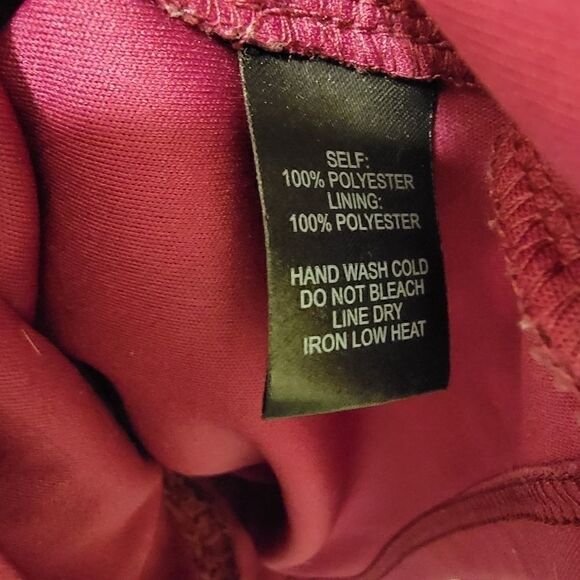 SELF:
100% POLYESTER
LINING:
100% POLYESTER
HAND WASH COLD
DO NOT BLEACH
LINE DRY
IRON LOW HEAT